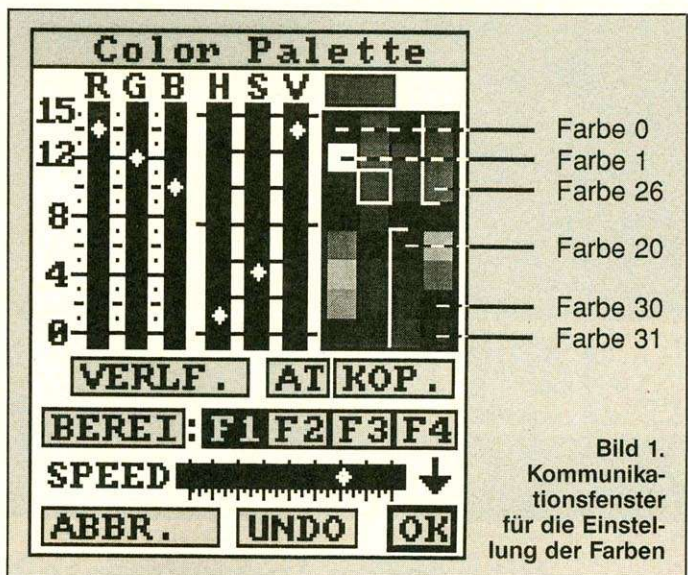 Color Palette
R G B H S V
15
12
8
4
0
Farbe 0
Farbe 1
Farbe 26
Farbe 20
Farbe 30
Farbe 31
VERLF. AT KOP.
BEREI: F1 F2 F3 F4
SPEED
ABBR. UNDO OK
Bild 1.
Kommunika-
tionsfenster
für die Einstel-
lung der Farben